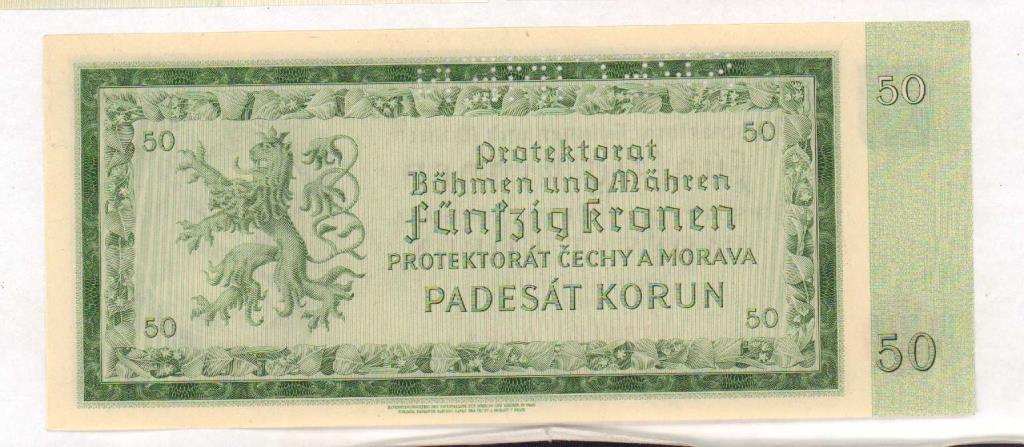 50
50
50
Protektorat
Böhmen und Mähren
Fünfzig Kronen
PROTEKTORÁT ČECHY A MORAVA
PADESÁT KORUN
50
50
50